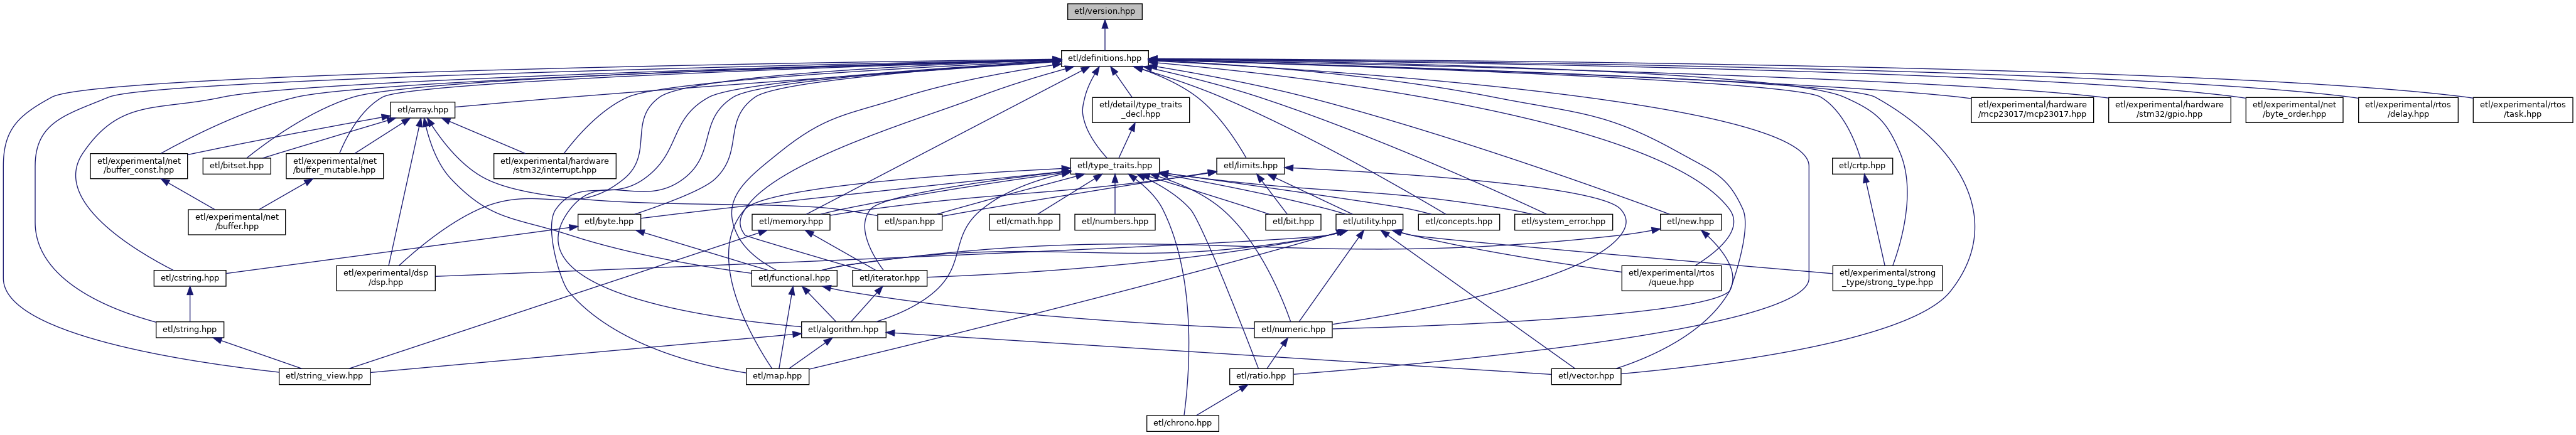 etl/version.hpp
etl/definitions.hpp
etl/array.hpp
etl/detail/type_traits
_decl.hpp
etl/experimental/hardware
/mcp23017/mcp23017.hpp
etl/experimental/hardware
/stm32/gpio.hpp
etl/experimental/net
/byte_order.hpp
etl/experimental/rtos
/delay.hpp
etl/experimental/rtos
/task.hpp
etl/experimental/net
/buffer_const.hpp
etl/bitset.hpp
etl/experimental/net
/buffer_mutable.hpp
etl/experimental/hardware
/stm32/interrupt.hpp
etl/type_traits.hpp
etl/limits.hpp
etl/crtp.hpp
etl/experimental/net
/buffer.hpp
etl/byte.hpp
etl/memory.hpp
etl/span.hpp
etl/cmath.hpp
etl/numbers.hpp
etl/bit.hpp
etl/utility.hpp
etl/concepts.hpp
etl/system_error.hpp
etl/new.hpp
etl/cstring.hpp
etl/experimental/dsp
/dsp.hpp
etl/functional.hpp
etl/iterator.hpp
etl/experimental/rtos
/queue.hpp
etl/experimental/strong
_type/strong_type.hpp
etl/string.hpp
etl/algorithm.hpp
etl/numeric.hpp
etl/string_view.hpp
etl/map.hpp
etl/ratio.hpp
etl/vector.hpp
etl/chrono.hpp